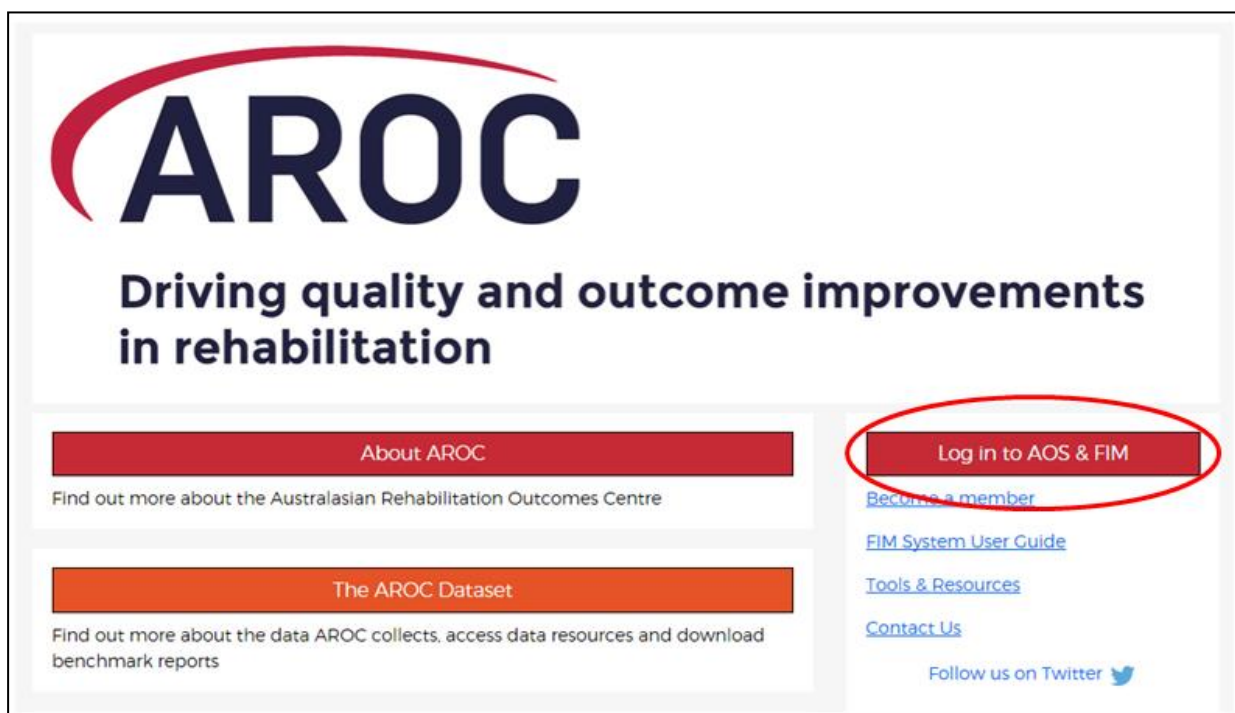 AROC
Driving quality and outcome improvements
in rehabilitation
About AROC
Find out more about the Australasian Rehabilitation Outcomes Centre
The AROC Dataset
Find out more about the data AROC collects, access data resources and download
benchmark reports
Log in to AOS & FIM
Become a member
FIM System User Guide
Tools & Resources
Contact Us
Follow us on Twitter